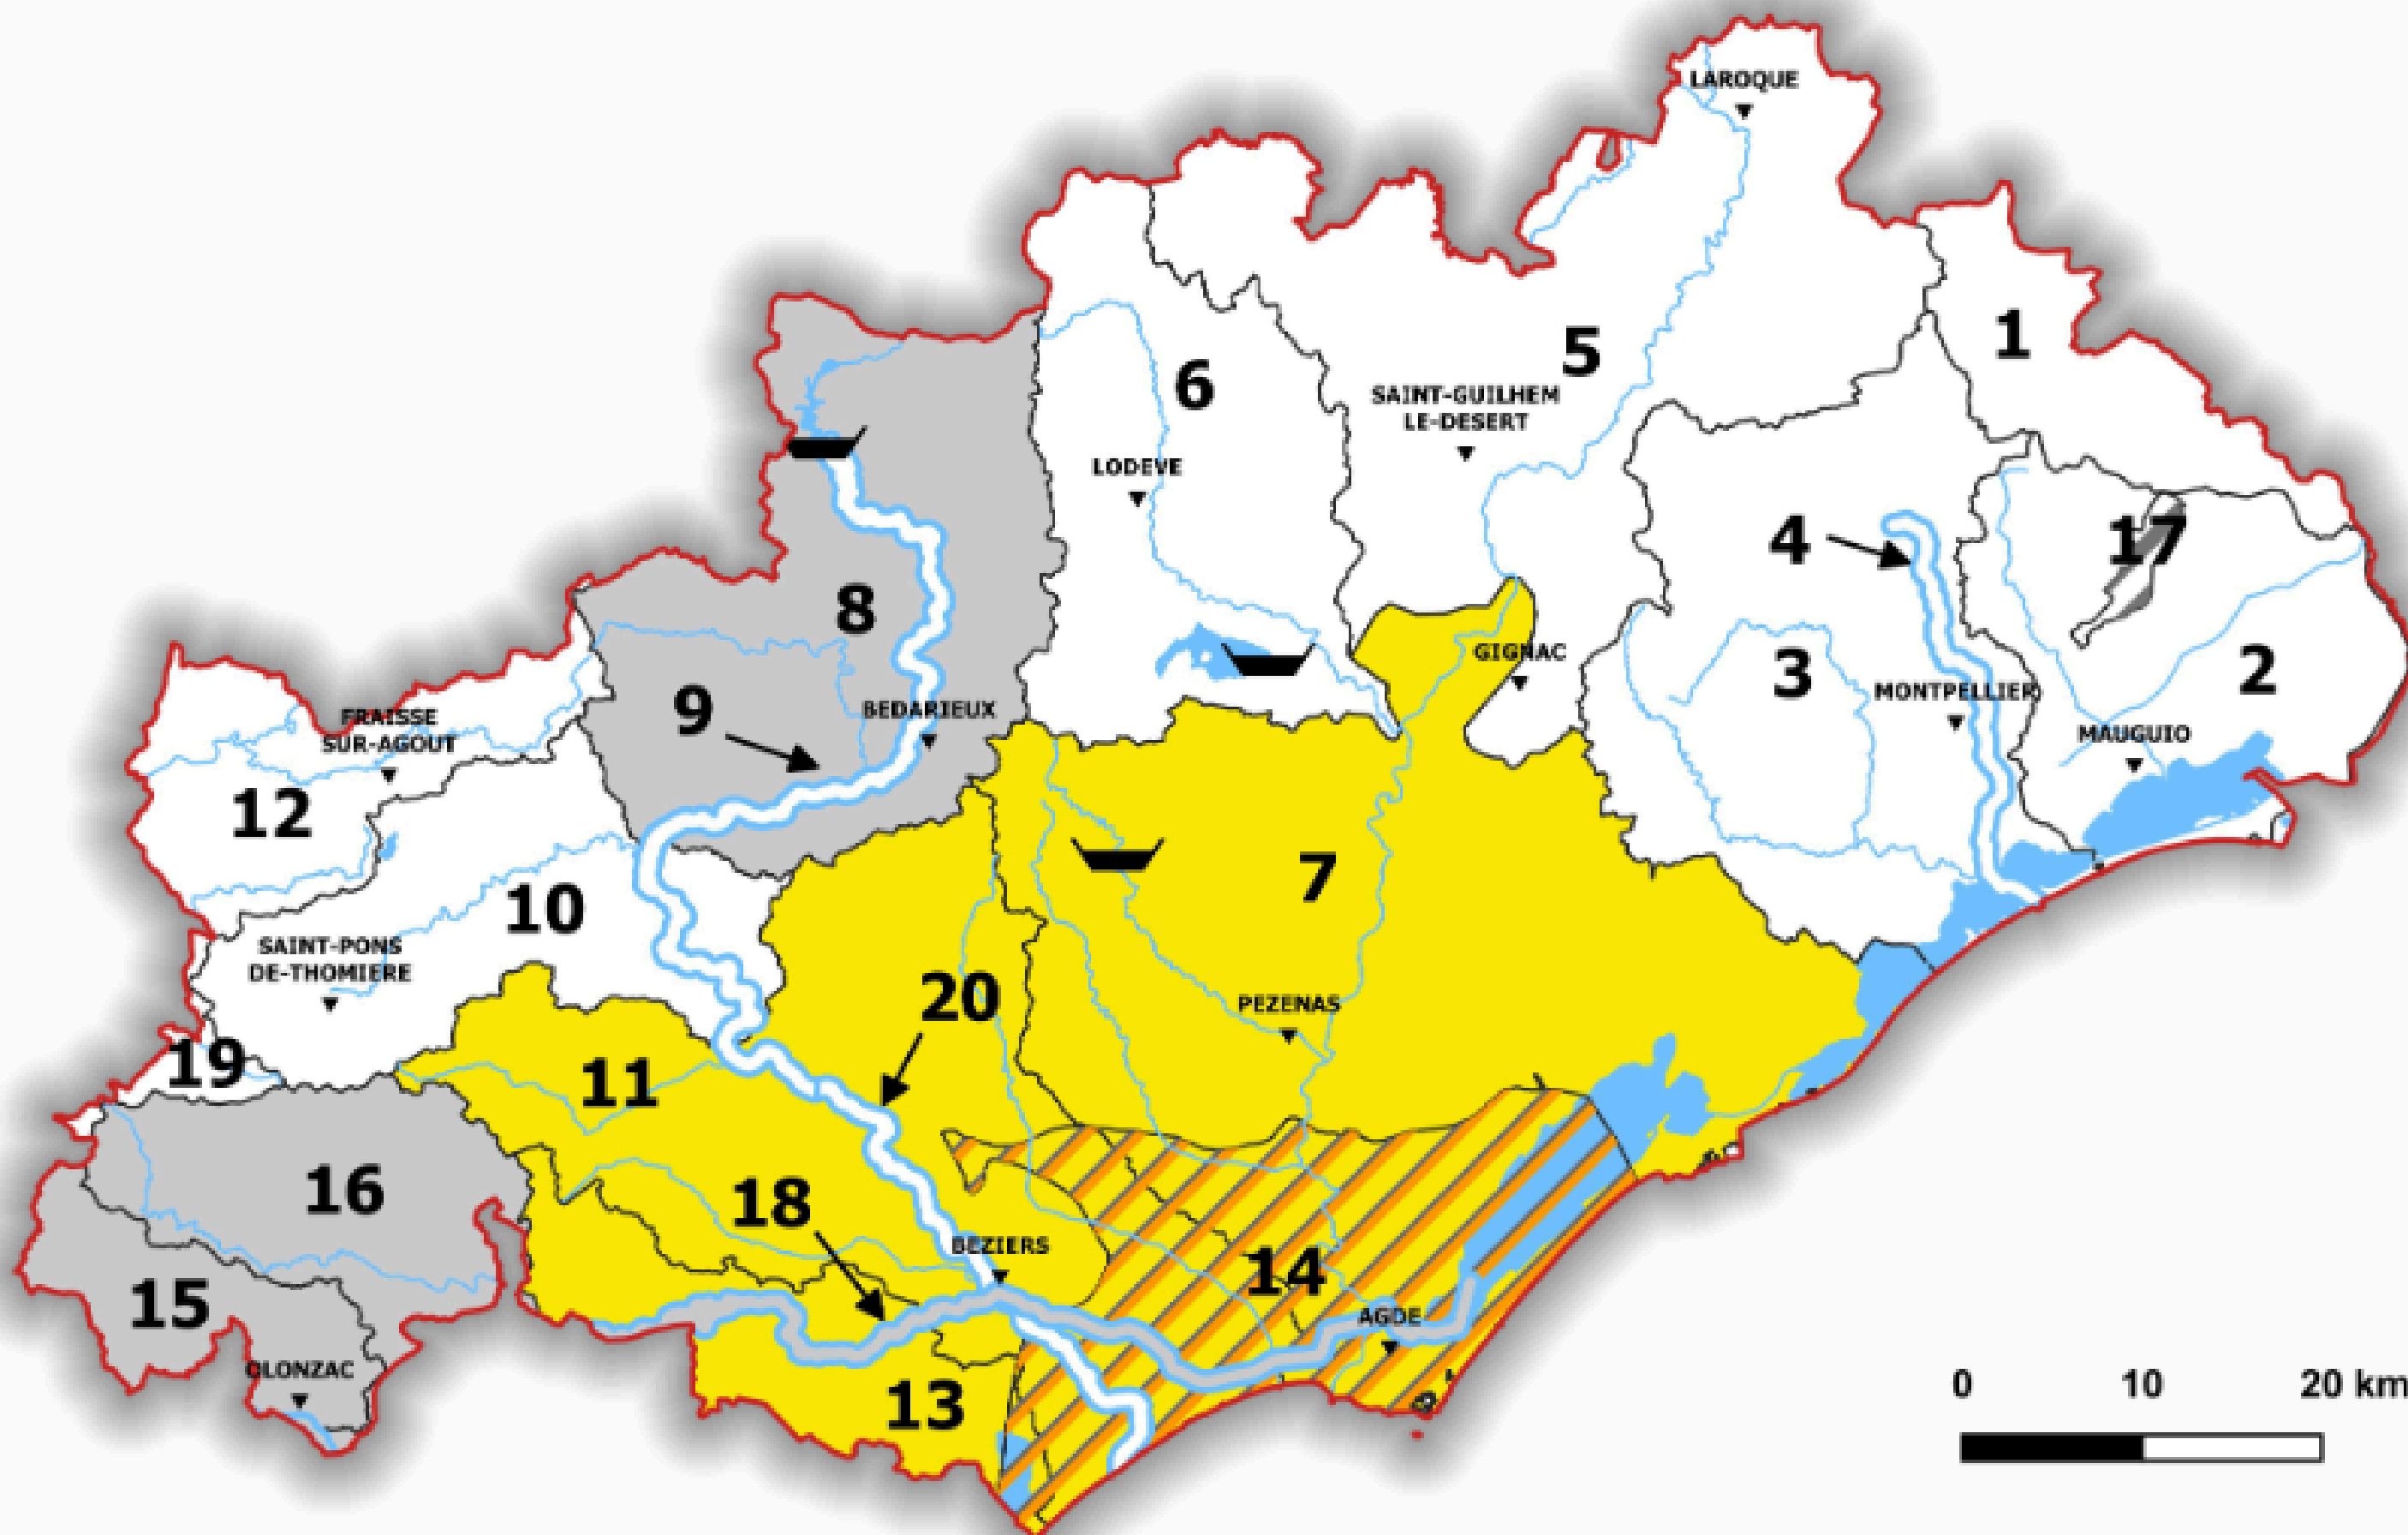 LAROQUE
1
5
6
SAINT-GUILHEM
LE-DESERT
LODEVE
4
17
8
GIGNAC
3
2
MONTPELLIER
9
BEDARIEUX
FRAISSE
SUR-AGOUT
MAUGUIO
12
7
10
SAINT-PONS
DE-THOMIERE
20
PEZENAS
19
11
16
18
BEZIERS
14
15
AGDE
OLONZAC
13
0 10 20 km